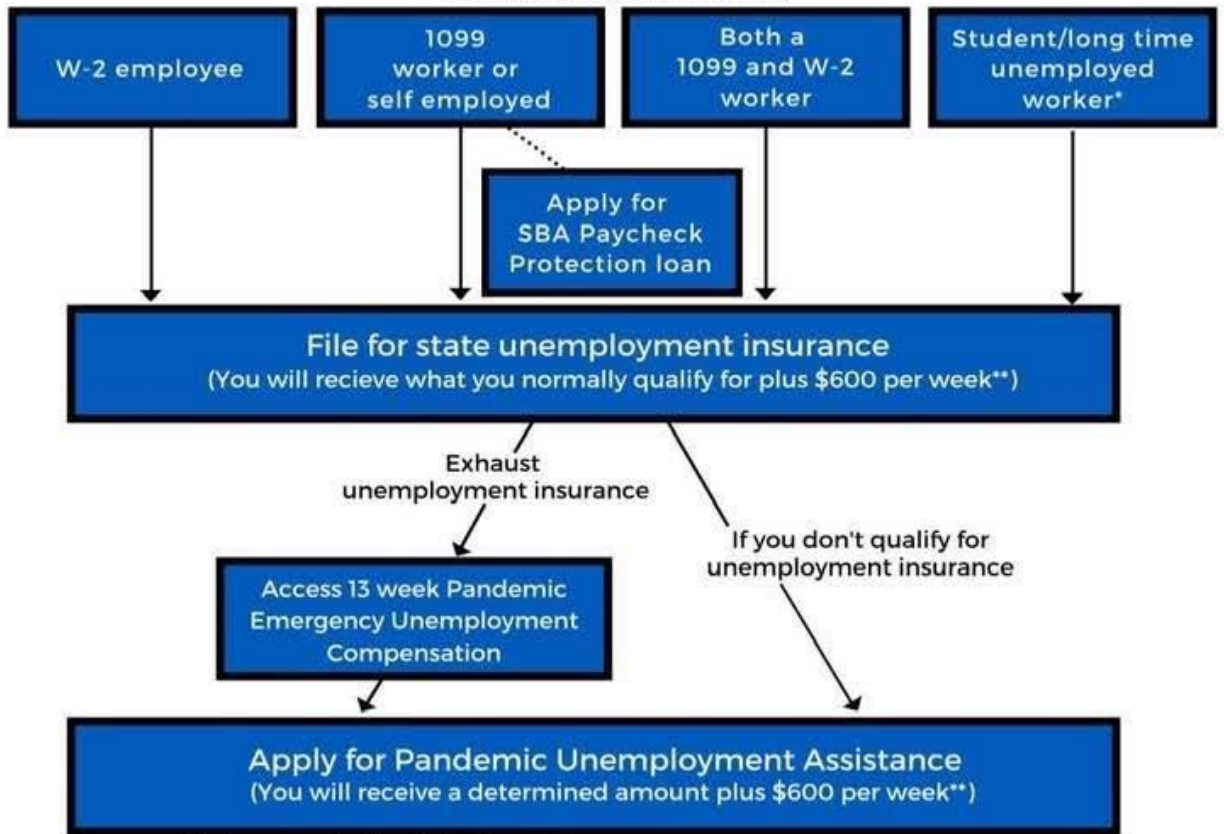 W-2 employee
1099
worker or
self employed
Both a
1099 and W-2
worker
Student/long time
unemployed
worker*
Apply for
SBA Paycheck
Protection loan
File for state unemployment insurance
(You will recieve what you normally qualify for plus $600 per week**)
Exhaust
unemployment insurance
If you don't qualify for
unemployment insurance
Access 13 week Pandemic
Emergency Unemployment
Compensation
Apply for Pandemic Unemployment Assistance
(You will receive a determined amount plus $600 per week**)